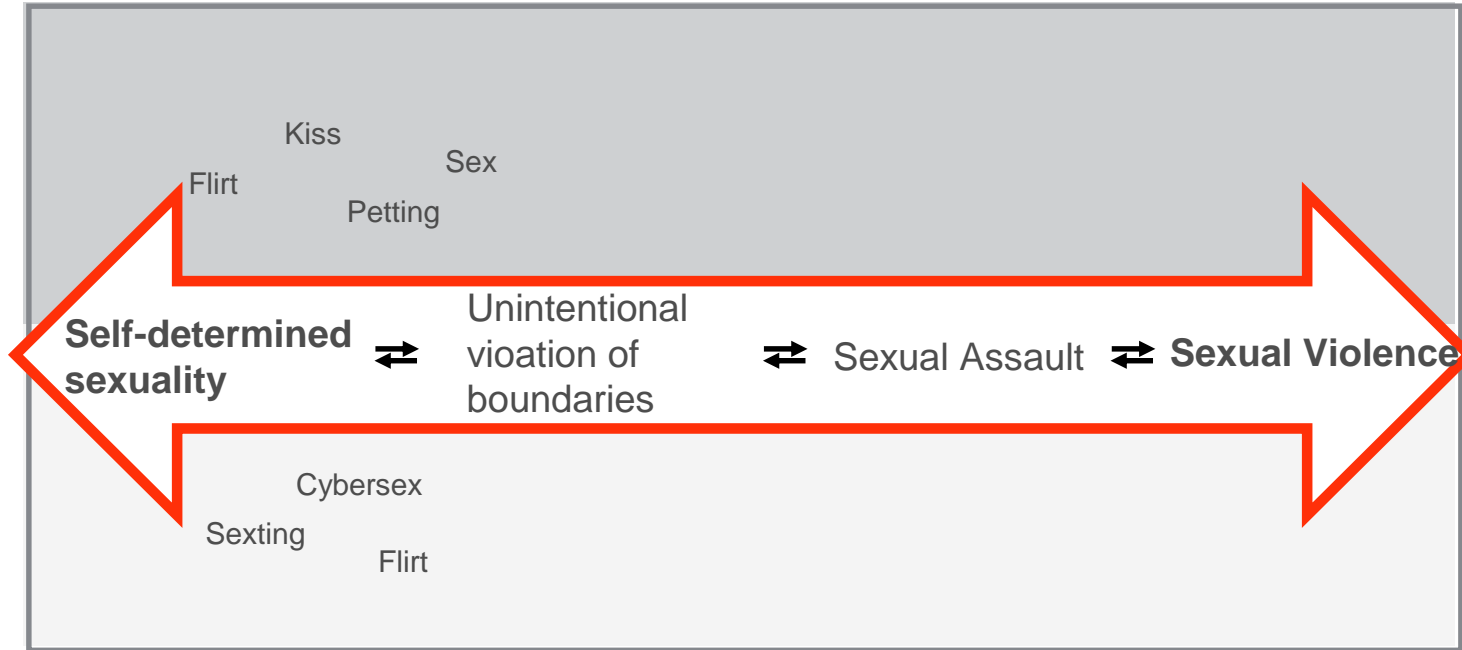 Kiss
Sex
Flirt
Petting
Self-determined
sexuality
Unintentional
vioation of
boundaries
Sexual Assault
Sexual Violence
Cybersex
Sexting
Flirt